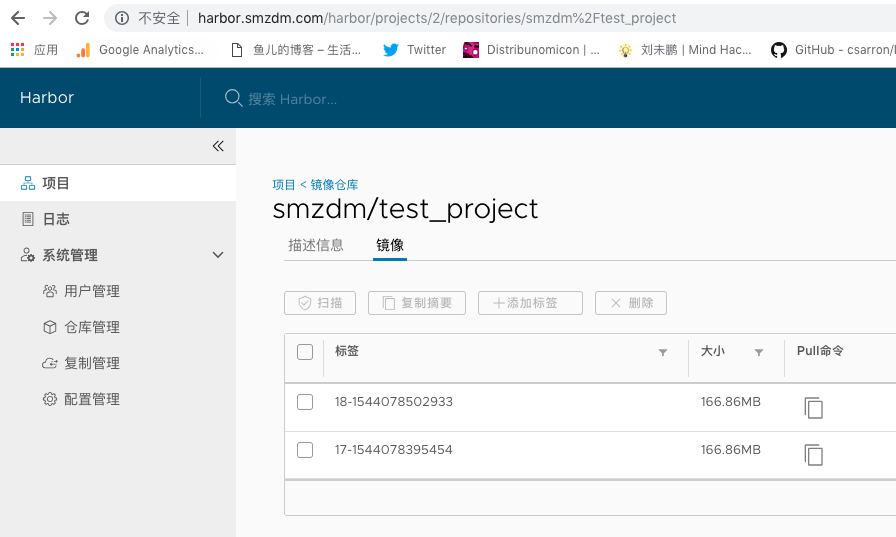 不安全 | harbor.smzdm.com/harbor/projects/2/repositories/smzdm%2Ftest_project
应用 Google Analytics... 鱼儿的博客 – 生活... Twitter Distribunomicon | ... 刘未鹏 | Mind Hac... GitHub - csarron/
Harbor 搜索 Harbor...
项目
日志
系统管理
用户管理
仓库管理
复制管理
配置管理
项目 < 镜像仓库
smzdm/test_project
描述信息 镜像
扫描 复制摘要 添加标签 删除
标签 大小 Pull命令
18-1544078502933 166.86MB
17-1544078395454 166.86MB